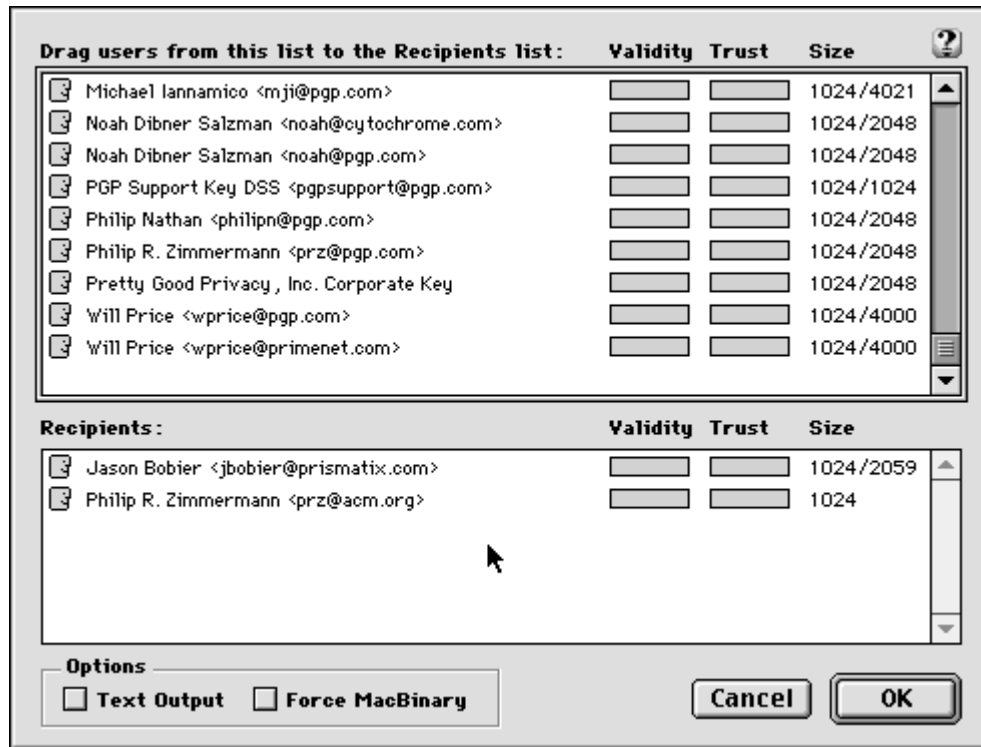 Drag users from this list to the Recipients list: Validity Trust Size ?
Michael Iannamico <mji@pgp.com> 1024/4021
Noah Dibner Salzman <noah@cytochrome.com> 1024/2048
Noah Dibner Salzman <noah@pgp.com> 1024/2048
PGP Support Key DSS <pgpsupport@pgp.com> 1024/1024
Philip Nathan <philipn@pgp.com> 1024/2048
Philip R. Zimmermann <prz@pgp.com> 1024/2048
Pretty Good Privacy, Inc. Corporate Key 1024/2048
Will Price <wprice@pgp.com> 1024/4000
Will Price <wprice@primenet.com> 1024/4000
Recipients: Validity Trust Size
Jason Bobier <jbobier@prismatix.com> 1024/2059
Philip R. Zimmermann <prz@acm.org> 1024
Options
Text Output Force MacBinary Cancel OK